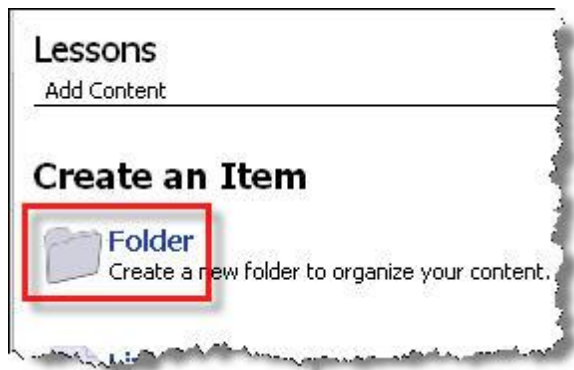 Lessons
Add Content
Create an Item
Folder
Create a new folder to organize your content.